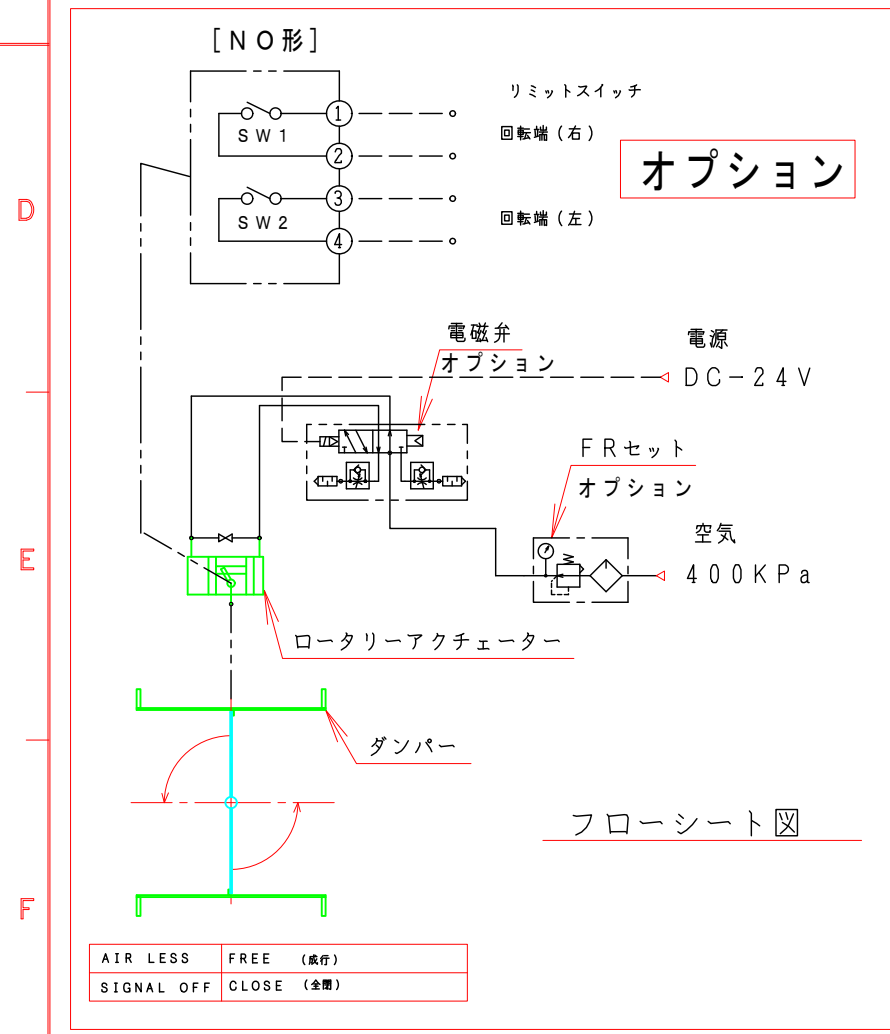 [NO形]
リミットスイッチ
1
SW1
回転端(右)
2
オプション
3
D
SW2
回転端(左)
4
電磁弁
オプション
電源
DC-24V
FRセット
オプション
空気
E
400KPa
ロータリーアクチェーター
ダンパー
フローシート図
F
AIR LESS FREE (成行)
SIGNAL OFF CLOSE (全閉)